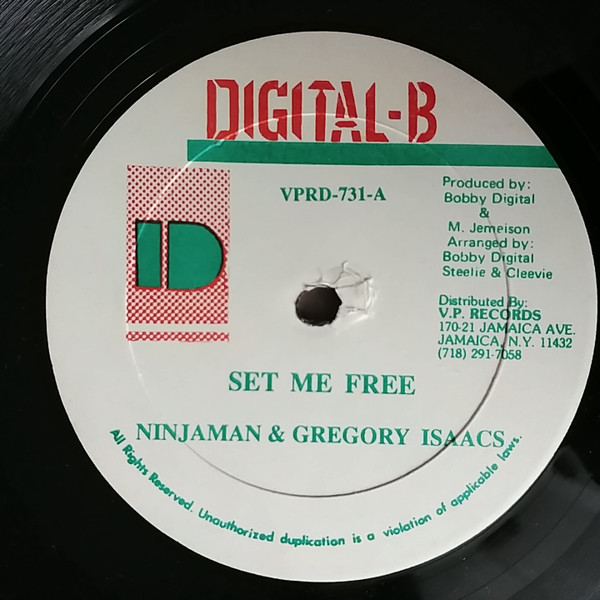 DIGITAL-B
VPRD-731-A
Produced by:
Bobby Digital
&
M. Jemeison
Arranged by:
Bobby Digital
Steelie & Cleevie
Distributed By:
V.P. RECORDS
170-21 JAMAICA AVE.
JAMAICA, N.Y. 11432
(718) 291-7058
D
SET ME FREE
NINJAMAN & GREGORY ISAACS
All Rights Reserved. Unauthorized duplication is a violation of applicable laws.